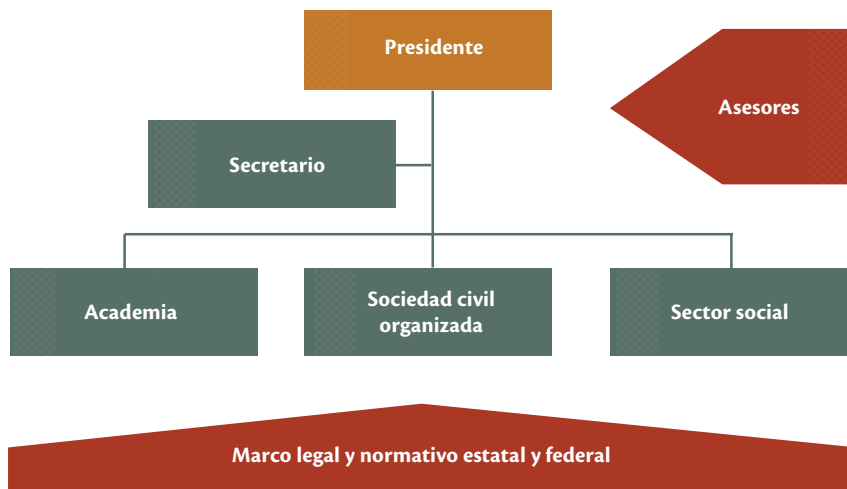 Presidente
Asesores
Secretario
Academia
Sociedad civil
organizada
Sector social
Marco legal y normativo estatal y federal